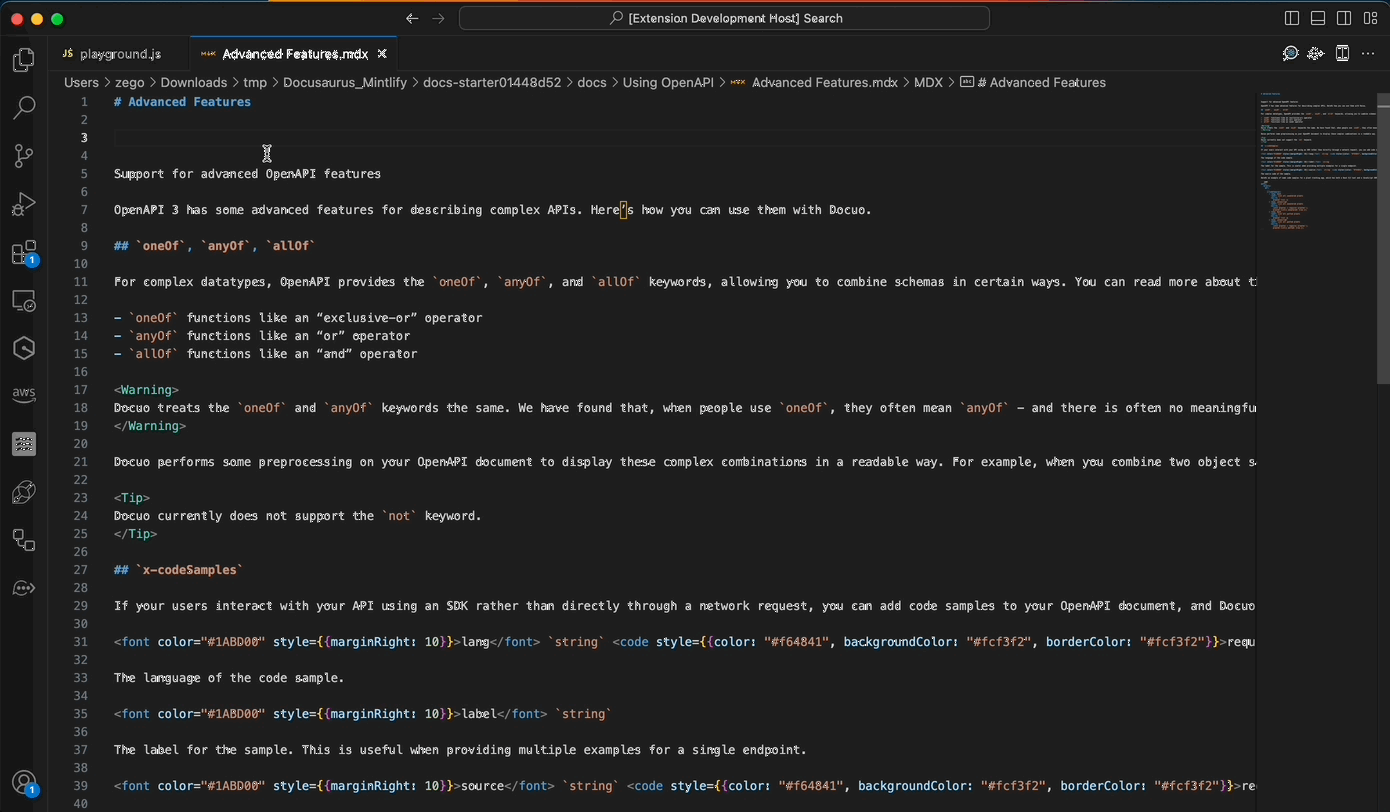 [Extension Development Host] Search
JS playground.js
Advanced Features.mdx
Users > zego > Downloads > tmp > Docusaurus_Mintlify > docs-starter01448d52 > docs > Using OpenAPI > Advanced Features.mdx > MDX > # Advanced Features
1 # Advanced Features
2
3
4
5 Support for advanced OpenAPI features
6
7 OpenAPI 3 has some advanced features for describing complex APIs. Here’s how you can use them with Docuo.
8
9 ## `oneOf`, `anyOf`, `allOf`
10
11 For complex datatypes, OpenAPI provides the `oneOf`, `anyOf`, and `allOf` keywords, allowing you to combine schemas in certain ways. You can read more about t
12
13 - `oneOf` functions like an “exclusive-or” operator
14 - `anyOf` functions like an “or” operator
15 - `allOf` functions like an “and” operator
16
17 <Warning>
18 Docuo treats the `oneOf` and `anyOf` keywords the same. We have found that, when people use `oneOf`, they often mean `anyOf` - and there is often no meaningfu
19 </Warning>
20
21 Docuo performs some preprocessing on your OpenAPI document to display these complex combinations in a readable way. For example, when you combine two object s
22
23 <Tip>
24 Docuo currently does not support the `not` keyword.
25 </Tip>
26
27 ## `x-codeSamples`
28
29 If your users interact with your API using an SDK rather than directly through a network request, you can add code samples to your OpenAPI document, and Docuo
30
31 <font color="#1ABD00" style={{marginRight: 10}}>lang</font> `string` <code style={{color: "#f64841", backgroundColor: "#fcf3f2", borderColor: "#fcf3f2"}}>requ
32
33 The language of the code sample.
34
35 <font color="#1ABD00" style={{marginRight: 10}}>label</font> `string`
36
37 The label for the sample. This is useful when providing multiple examples for a single endpoint.
38
39 <font color="#1ABD00" style={{marginRight: 10}}>source</font> `string` <code style={{color: "#f64841", backgroundColor: "#fcf3f2", borderColor: "#fcf3f2"}}>re
40
1
aws
1